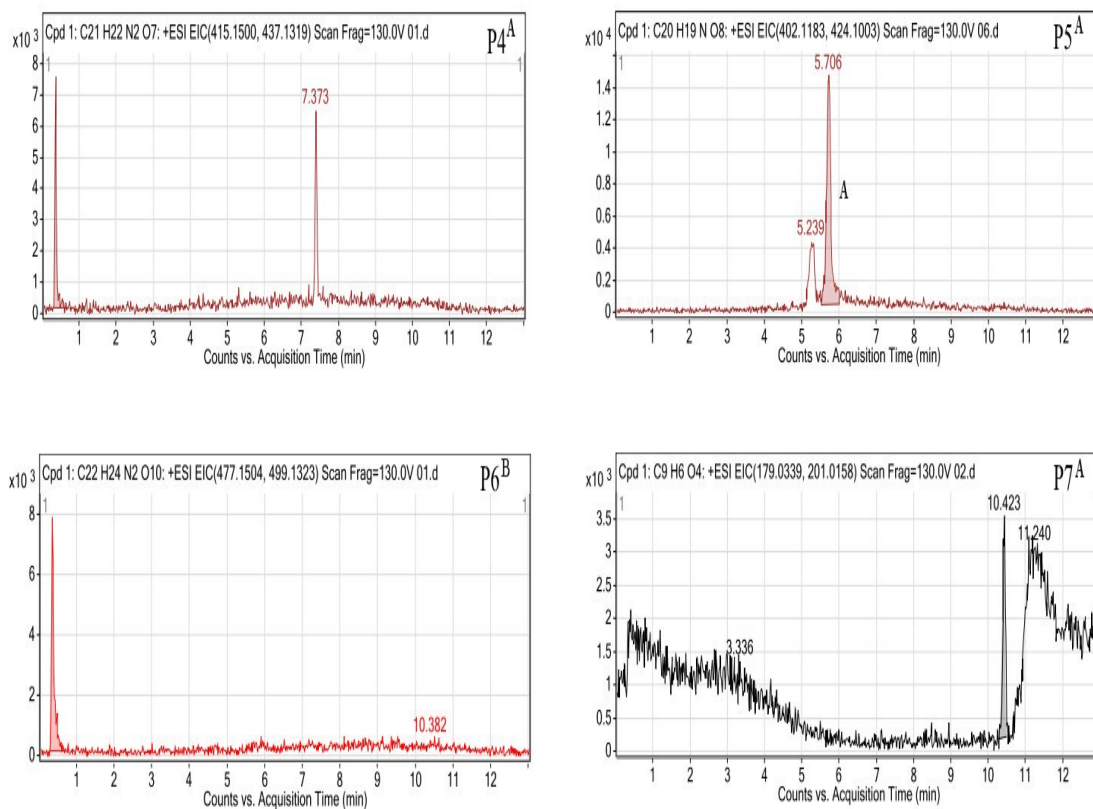 Cpd 1: C21 H22 N2 O7: +ESI EIC(415.1500, 437.1319) Scan Frag=130.0V 01.d
P4A
x10 3
1
1
8
7
6
5
4
3
2
1
0
7.373
1 2 3 4 5 6 7 8 9 10 11 12
Counts vs. Acquisition Time (min)
Cpd 1: C20 H19 N O8: +ESI EIC(402.1183, 424.1003) Scan Frag=130.0V 06.d
P5A
x10 4
1
1.4
1.2
1
0.8
0.6
0.4
0.2
0
5.706
A
5.239
1 2 3 4 5 6 7 8 9 10 11 12
Counts vs. Acquisition Time (min)
Cpd 1: C22 H24 N2 O10: +ESI EIC(477.1504, 499.1323) Scan Frag=130.0V 01.d
P6B
x10 3
1
1
8
6
4
2
0
10.382
1 2 3 4 5 6 7 8 9 10 11 12
Counts vs. Acquisition Time (min)
Cpd 1: C9 H6 O4: +ESI EIC(179.0339, 201.0158) Scan Frag=130.0V 02.d
P7A
x10 3
1
3.5
3
2.5
2
1.5
1
0.5
0
10.423
11.240
3.336
1 2 3 4 5 6 7 8 9 10 11 12
Counts vs. Acquisition Time (min)